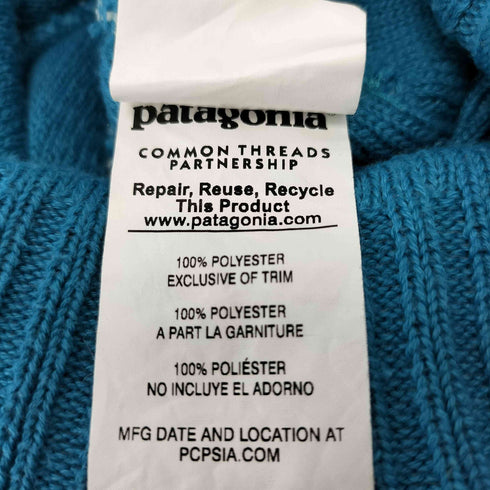 patagonia
COMMON THREADS
PARTNERSHIP
Repair, Reuse, Recycle
This Product
www.patagonia.com
100% POLYESTER
EXCLUSIVE OF TRIM
100% POLYESTER
A PART LA GARNITURE
100% POLIÉSTER
NO INCLUYE EL ADORNO
MFG DATE AND LOCATION AT
PCPSIA.COM